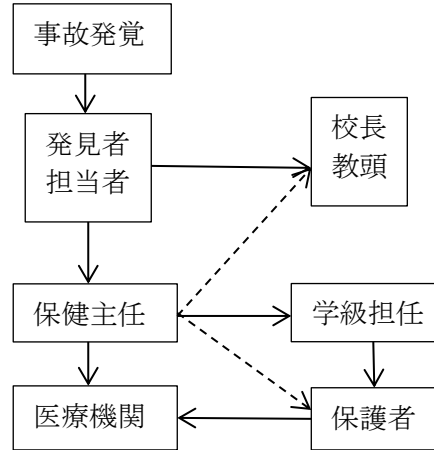 事故発覚
発見者
担当者
校長
教頭
保健主任
学級担任
医療機関
保護者